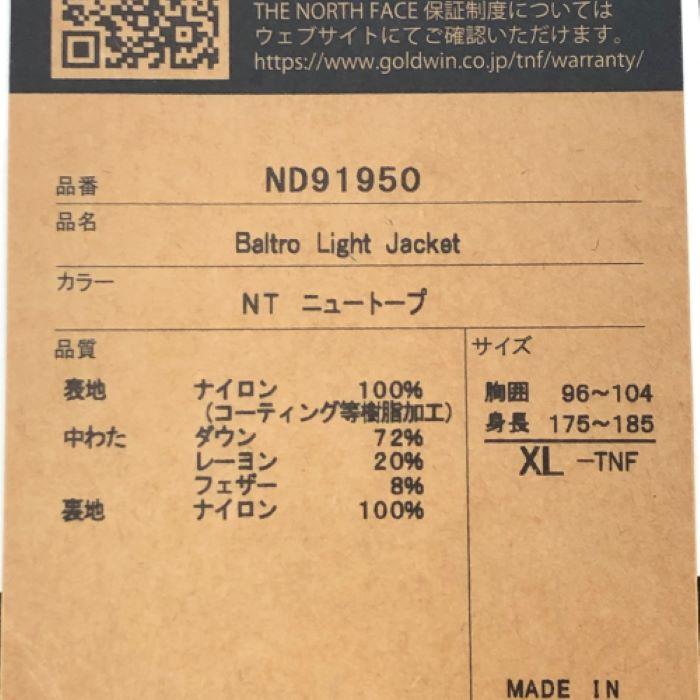 THE NORTH FACE 保証制度については
ウェブサイトにてご確認いただけます。
https://www.goldwin.co.jp/tnf/warranty/
品番 ND91950
品名 Baltro Light Jacket
カラー NT ニュートープ
品質
表地 ナイロン 100%
(コーティング等樹脂加工)
中わた ダウン 72%
レーヨン 20%
フェザー 8%
裏地 ナイロン 100%
サイズ
胸囲 96～104
身長 175～185
XL -TNF
MADE IN